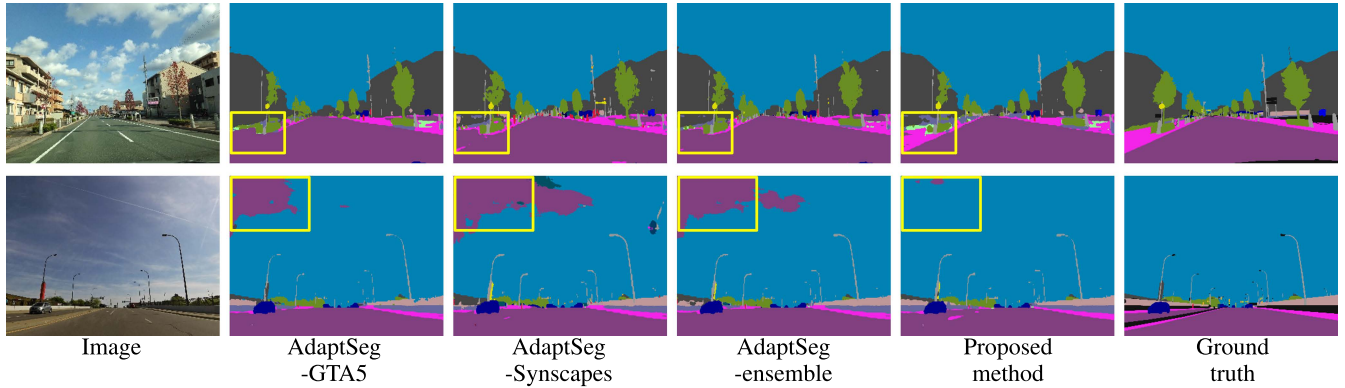 Image
AdaptSeg
-GTA5
AdaptSeg
-Synscapes
AdaptSeg
-ensemble
Proposed
method
Ground
truth